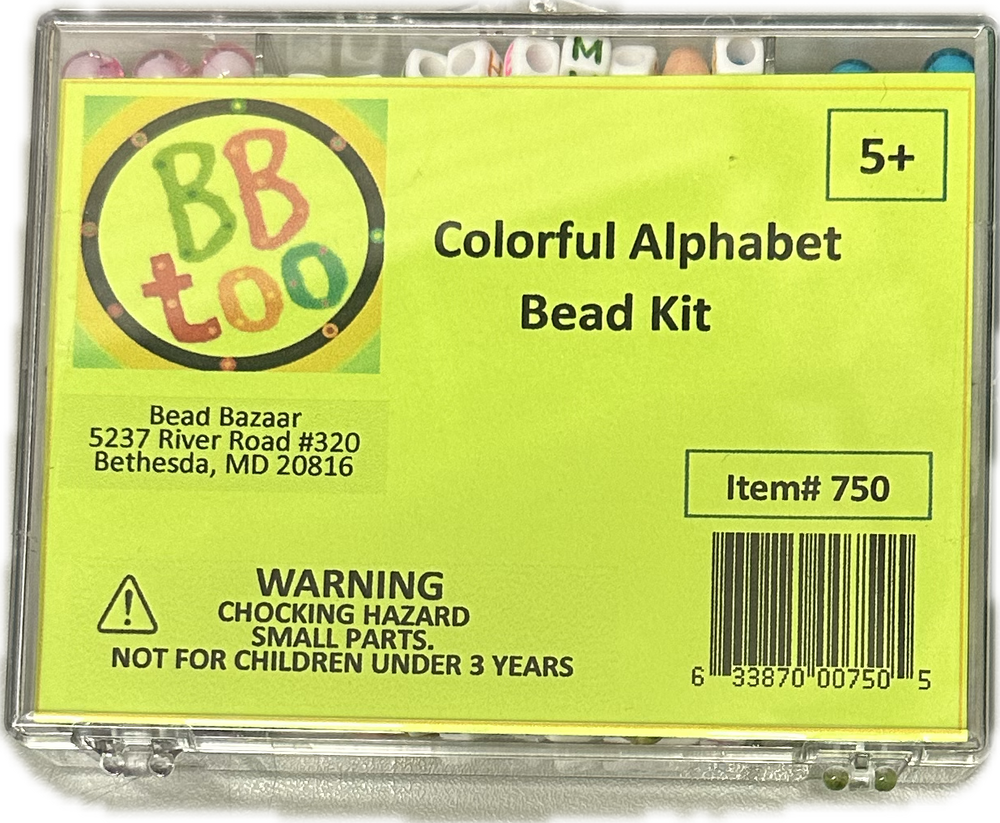 M
BB
too
5+
Colorful Alphabet
Bead Kit
Bead Bazaar
5237 River Road #320
Bethesda, MD 20816
Item# 750
WARNING
CHOCKING HAZARD
SMALL PARTS.
NOT FOR CHILDREN UNDER 3 YEARS
6 33870 00750 5